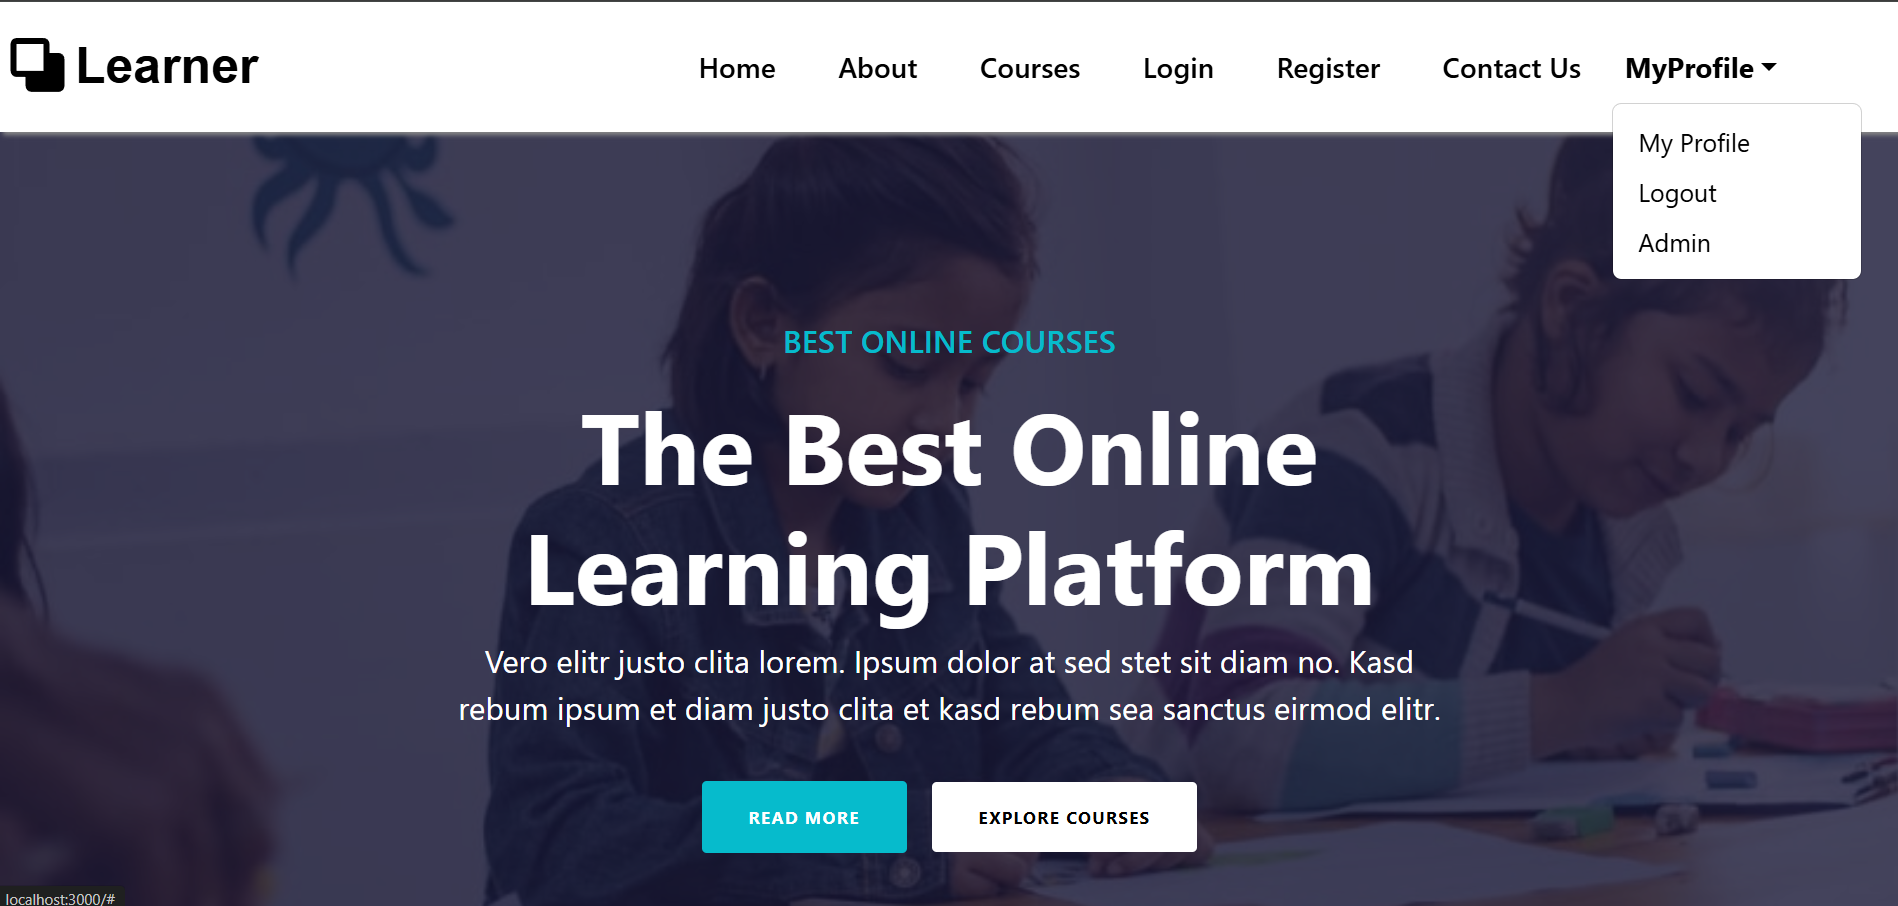 Learner
Home About Courses Login Register Contact Us MyProfile
My Profile
Logout
Admin
BEST ONLINE COURSES
The Best Online
Learning Platform
Vero elitr justo clita lorem. Ipsum dolor at sed stet sit diam no. Kasd
rebum ipsum et diam justo clita et kasd rebum sea sanctus eirmod elitr.
READ MORE EXPLORE COURSES
localhost:3000/#